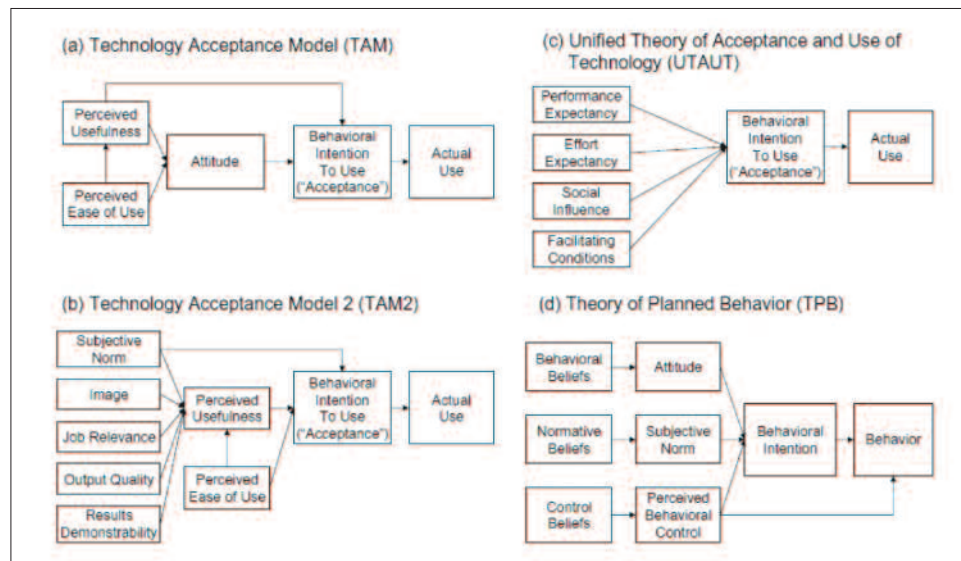 (a) Technology Acceptance Model (TAM)
Perceived
Usefulness
Perceived
Ease of Use
Attitude
Behavioral
Intention
To Use
("Acceptance")
Actual
Use
(b) Technology Acceptance Model 2 (TAM2)
Subjective
Norm
Image
Job Relevance
Output Quality
Results
Demonstrability
Perceived
Usefulness
Perceived
Ease of Use
Behavioral
Intention
To Use
("Acceptance")
Actual
Use
(c) Unified Theory of Acceptance and Use of
Technology (UTAUT)
Performance
Expectancy
Effort
Expectancy
Social
Influence
Facilitating
Conditions
Behavioral
Intention
To Use
("Acceptance")
Actual
Use
(d) Theory of Planned Behavior (TPB)
Behavioral
Beliefs
Attitude
Normative
Beliefs
Subjective
Norm
Control
Beliefs
Perceived
Behavioral
Control
Behavioral
Intention
Behavior